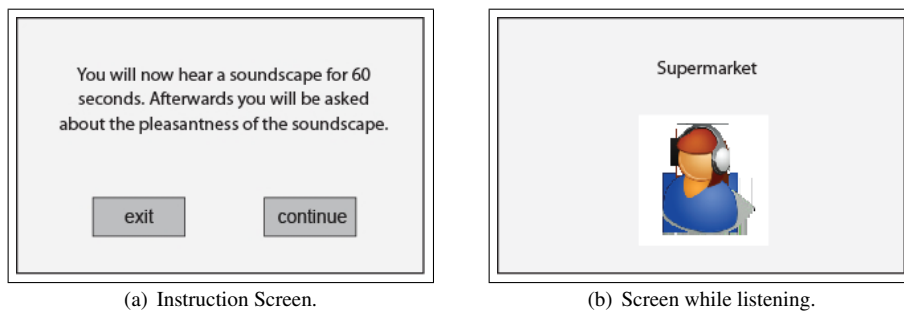 You will now hear a soundscape for 60
seconds. Afterwards you will be asked
about the pleasantness of the soundscape.
exit
continue
(a) Instruction Screen.
Supermarket
(b) Screen while listening.